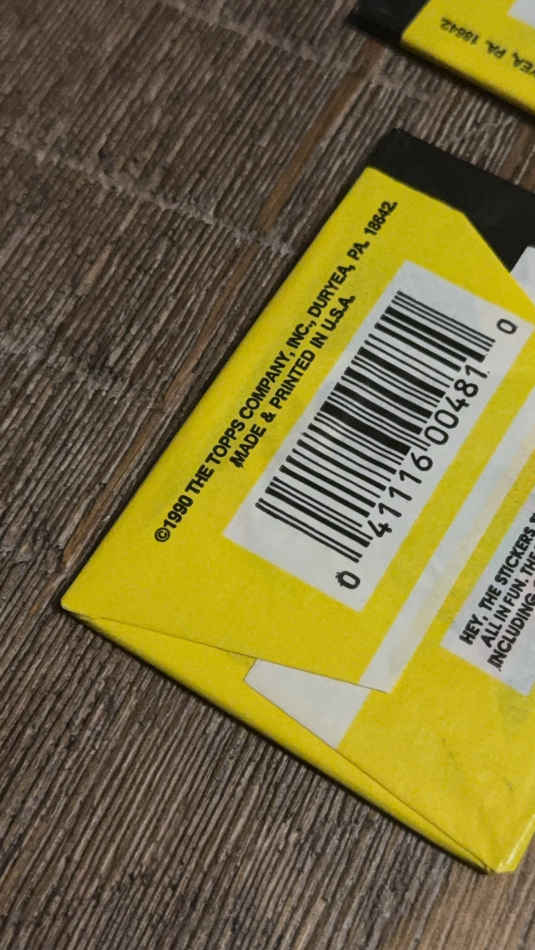 YEA, PA. 18642.
©1990 THE TOPPS COMPANY, INC., DURYEA, PA. 18642.
MADE & PRINTED IN U.S.A.
0 41116 00481 0
HEY, THE STICKERS
ALL IN FUN. THE
INCLUDING,